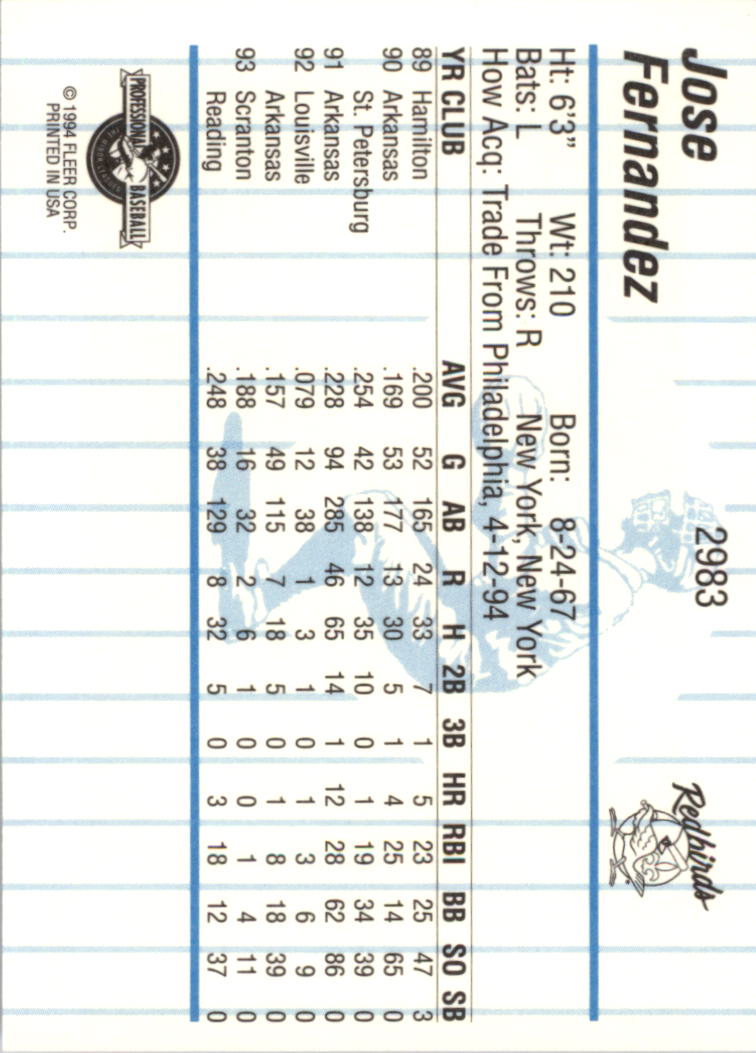 Jose
Fernandez
2983
Redbirds
Ht: 6'3" Wt: 210 Born: 8-24-67
Bats: L Throws: R New York, New York
How Acq: Trade From Philadelphia, 4-12-94
YR CLUB AVG G AB R H 2B 3B HR RBI BB SO SB
89 Hamilton .200 52 165 24 33 7 1 5 23 25 47 3
90 Arkansas .169 53 177 13 30 5 1 4 25 14 65 0
St. Petersburg .254 42 138 12 35 10 0 1 19 34 39 0
91 Arkansas .228 94 285 46 65 14 1 12 28 62 86 0
92 Louisville .079 12 38 1 3 1 0 1 3 6 9 0
Arkansas .157 49 115 7 18 5 0 1 8 18 39 0
93 Scranton .188 16 32 2 6 1 0 0 1 4 11 0
Reading .248 38 129 8 32 5 0 3 18 12 37 0
PROFESSIONAL BASEBALL
© 1994 FLEER CORP.
PRINTED IN USA